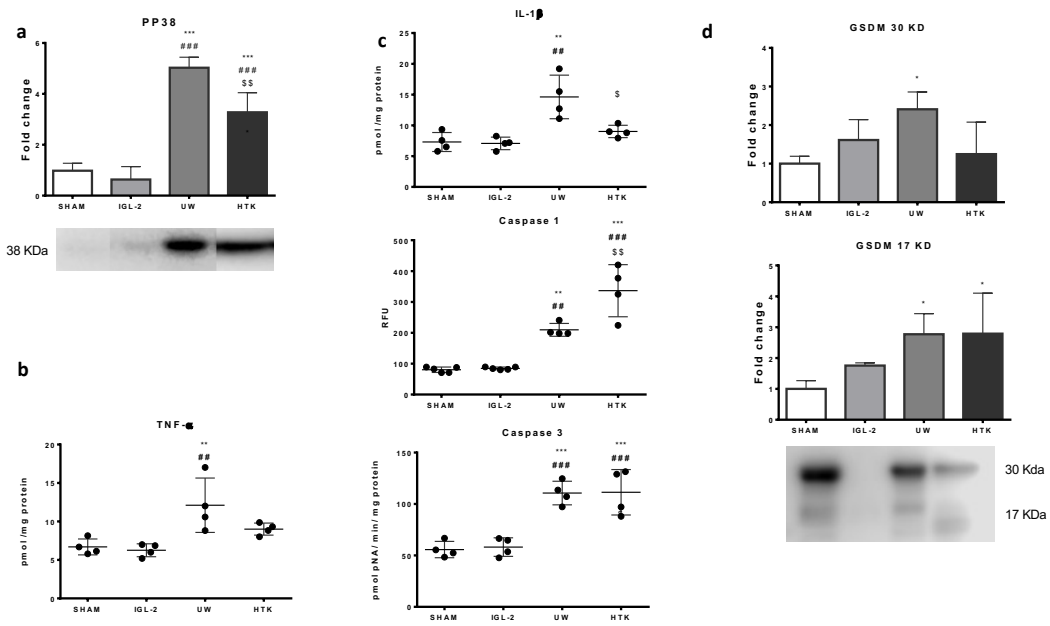 a
PP38
Fold change
6
4
2
0
***
###
***
###
$$
SHAM IGL-2 UW HTK
38 KDa
b
TNF-α
pmol /mg protein
20
15
10
5
0
**
##
SHAM IGL-2 UW HTK
c
IL-1β
pmol /mg protein
25
20
15
10
5
0
**
##
$
SHAM IGL-2 UW HTK
Caspase 1
RFU
500
400
300
200
100
0
**
##
***
###
$$
SHAM IGL-2 UW HTK
Caspase 3
pmol pNA/ min/ mg protein
150
100
50
0
***
###
***
###
SHAM IGL-2 UW HTK
d
GSDM 30 KD
Fold change
4
3
2
1
0
*
SHAM IGL-2 UW HTK
GSDM 17 KD
Fold change
5
4
3
2
1
0
*
*
SHAM IGL-2 UW HTK
30 Kda
17 KDa